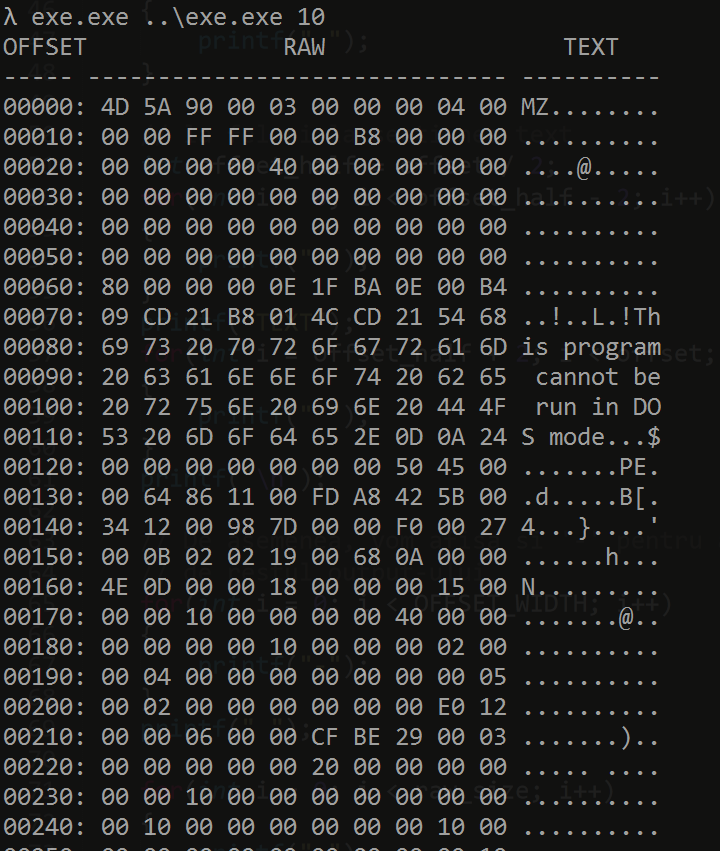 λ exe.exe ..\exe.exe 10
OFFSET              RAW                 TEXT
----- ----------------------------- ----------
00000: 4D 5A 90 00 03 00 00 00 04 00 MZ........
00010: 00 00 FF FF 00 00 B8 00 00 00 ..........
00020: 00 00 00 00 40 00 00 00 00 00 ....@.....
00030: 00 00 00 00 00 00 00 00 00 00 ..........
00040: 00 00 00 00 00 00 00 00 00 00 ..........
00050: 00 00 00 00 00 00 00 00 00 00 ..........
00060: 80 00 00 00 0E 1F BA 0E 00 B4 ..........
00070: 09 CD 21 B8 01 4C CD 21 54 68 ..!..L.!Th
00080: 69 73 20 70 72 6F 67 72 61 6D is program
00090: 20 63 61 6E 6E 6F 74 20 62 65  cannot be
00100: 20 72 75 6E 20 69 6E 20 44 4F  run in DO
00110: 53 20 6D 6F 64 65 2E 0D 0A 24 S mode...$
00120: 00 00 00 00 00 00 00 50 45 00 .......PE.
00130: 00 64 86 11 00 FD A8 42 5B 00 .d.....B[.
00140: 34 12 00 98 7D 00 00 F0 00 27 4...}....'
00150: 00 0B 02 02 19 00 68 0A 00 00 ......h...
00160: 4E 0D 00 00 18 00 00 00 15 00 N.........
00170: 00 00 10 00 00 00 00 40 00 00 .......@..
00180: 00 00 00 00 10 00 00 00 02 00 ..........
00190: 00 04 00 00 00 00 00 00 00 05 ..........
00200: 00 02 00 00 00 00 00 00 E0 12 ..........
00210: 00 00 06 00 00 CF BE 29 00 03 .......)..
00220: 00 00 00 00 00 20 00 00 00 00 ..... ....
00230: 00 00 10 00 00 00 00 00 00 00 ..........
00240: 00 10 00 00 00 00 00 00 10 00 ..........